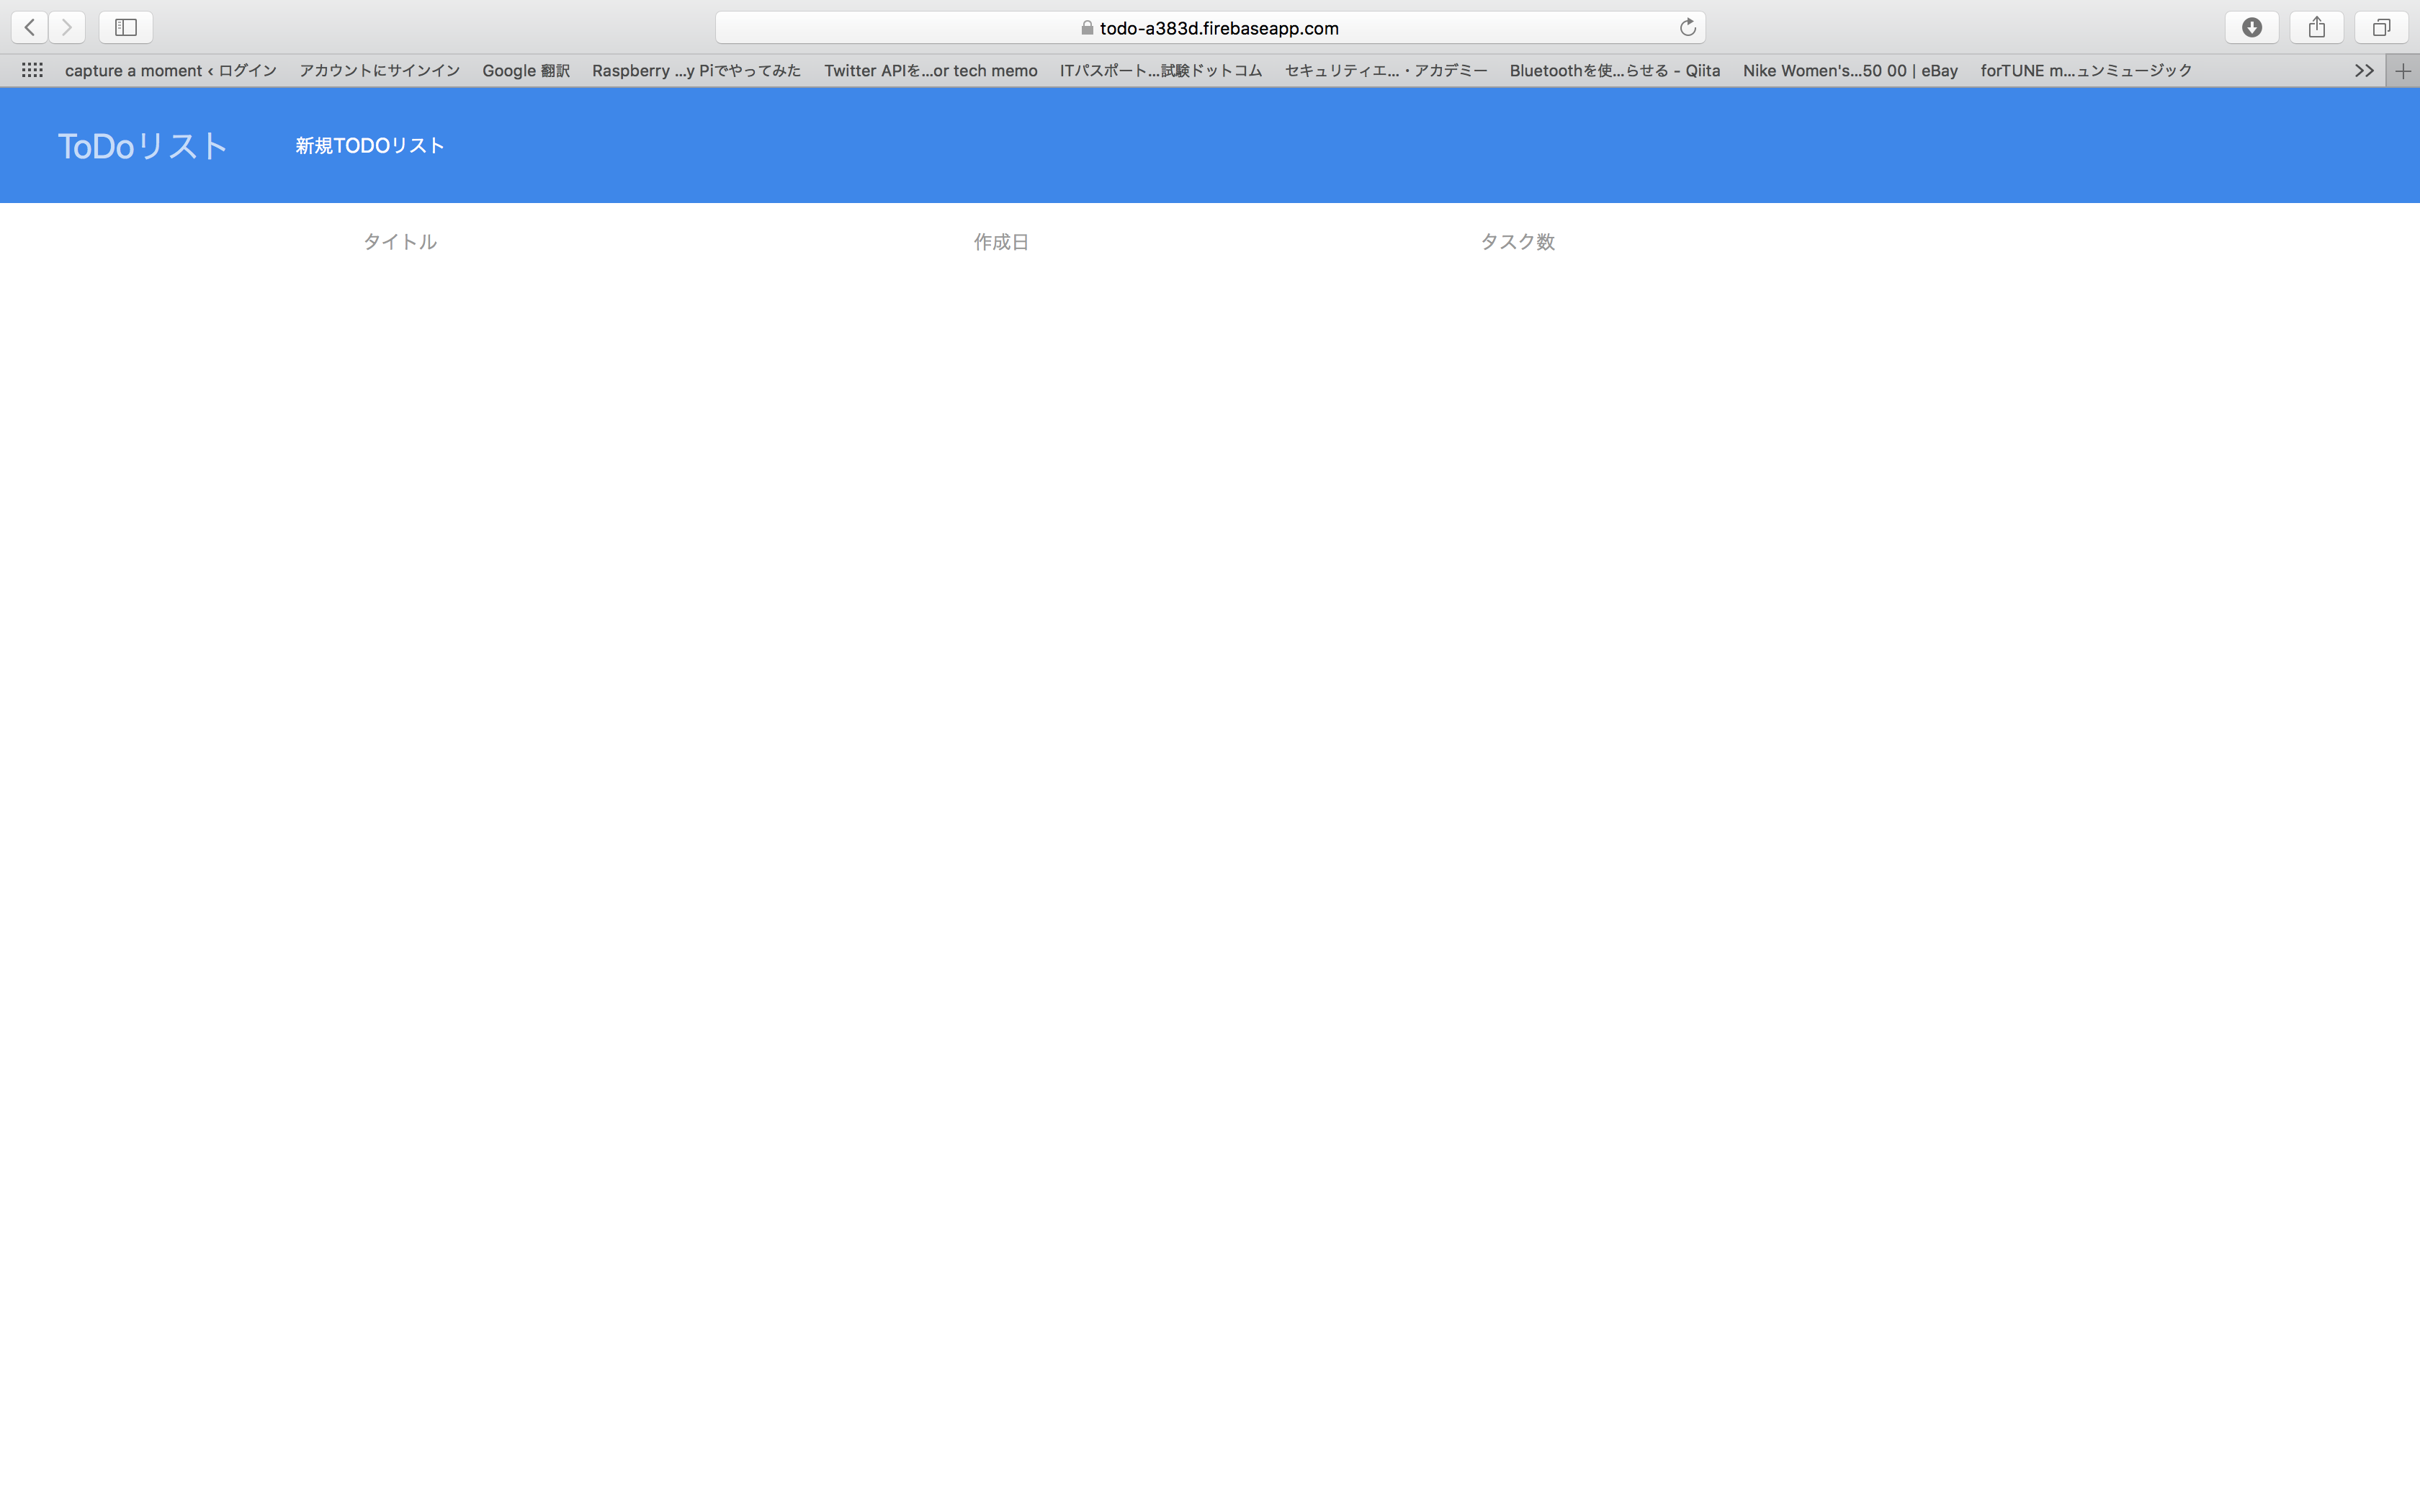 todo-a383d.firebaseapp.com
capture a moment ‹ ログイン アカウントにサインイン Google 翻訳 Raspberry ...y Piでやってみた Twitter APIを...or tech memo ITパスポート...試験ドットコム セキュリティエ...・アカデミー Bluetoothを使...らせる - Qiita Nike Women's...50 00 | eBay forTUNE m...ュンミュージック
ToDoリスト 新規TODOリスト
タイトル 作成日 タスク数